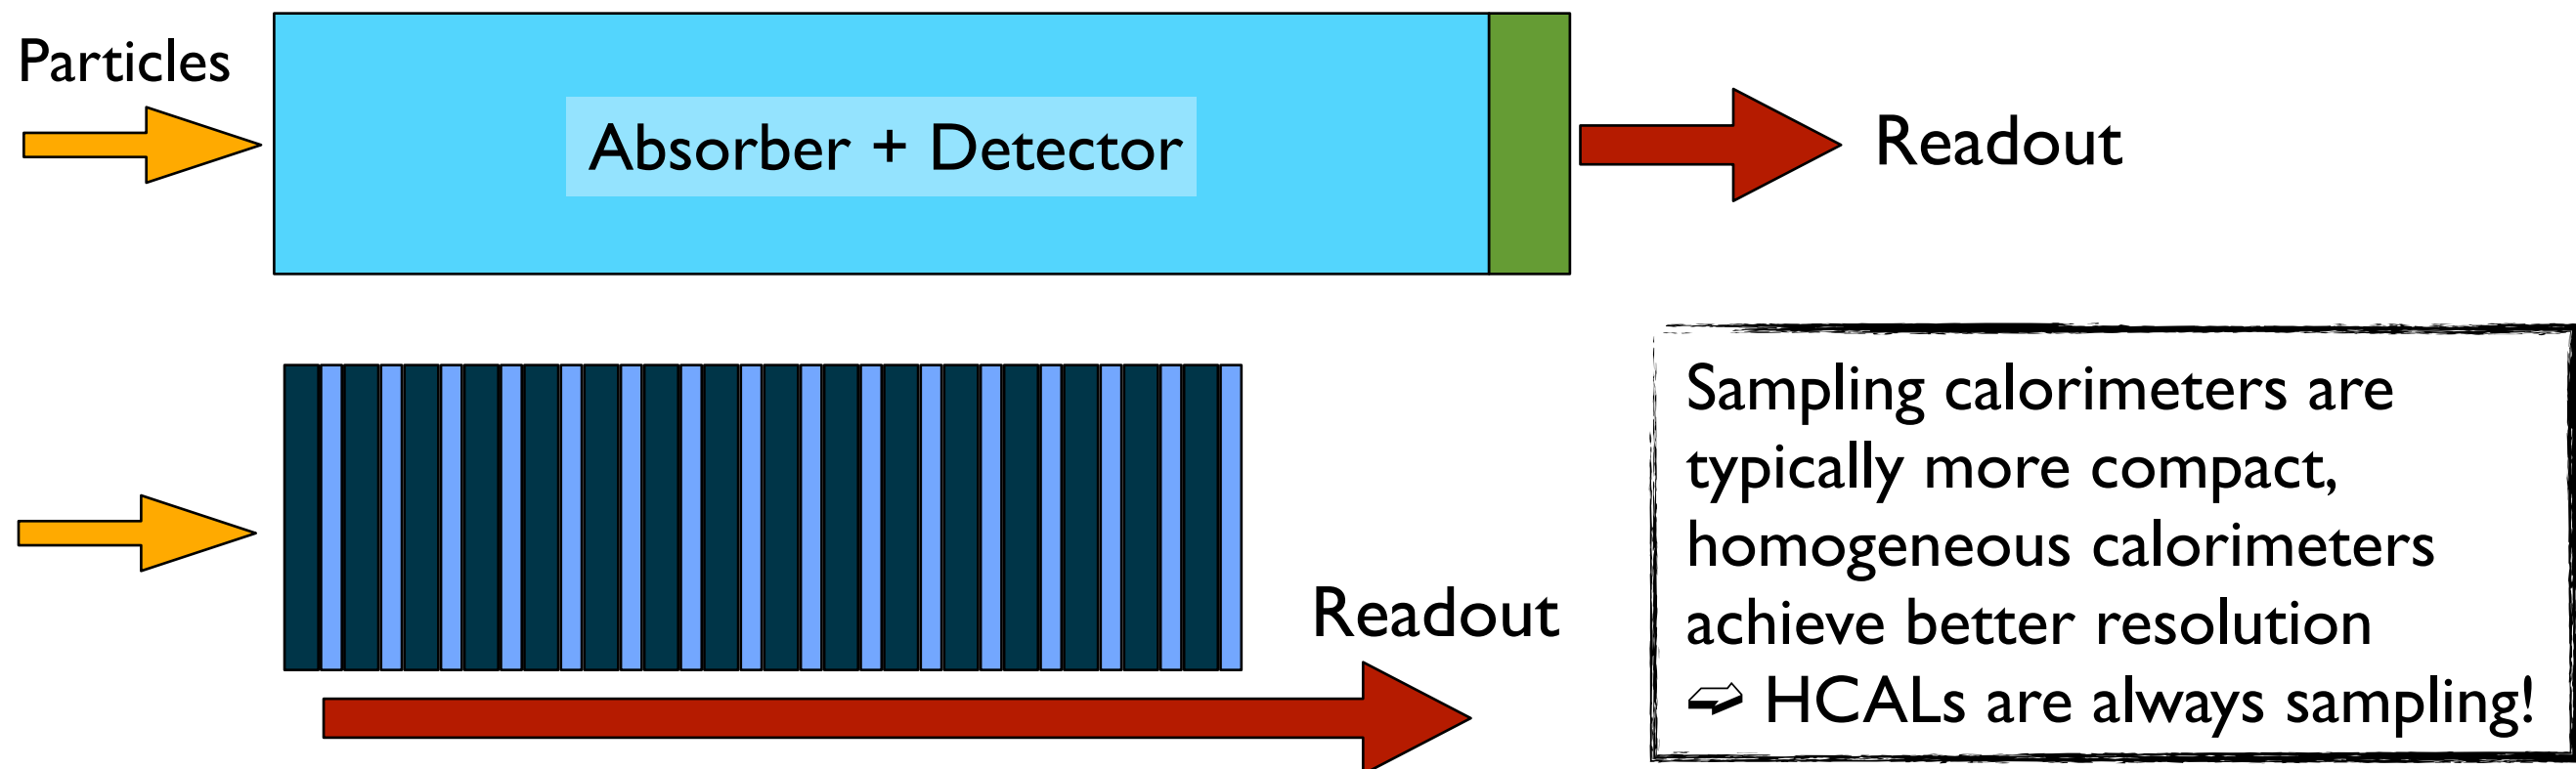 Particles
Absorber + Detector
Readout
Readout
Sampling calorimeters are
typically more compact,
homogeneous calorimeters
achieve better resolution
➫ HCALs are always sampling!